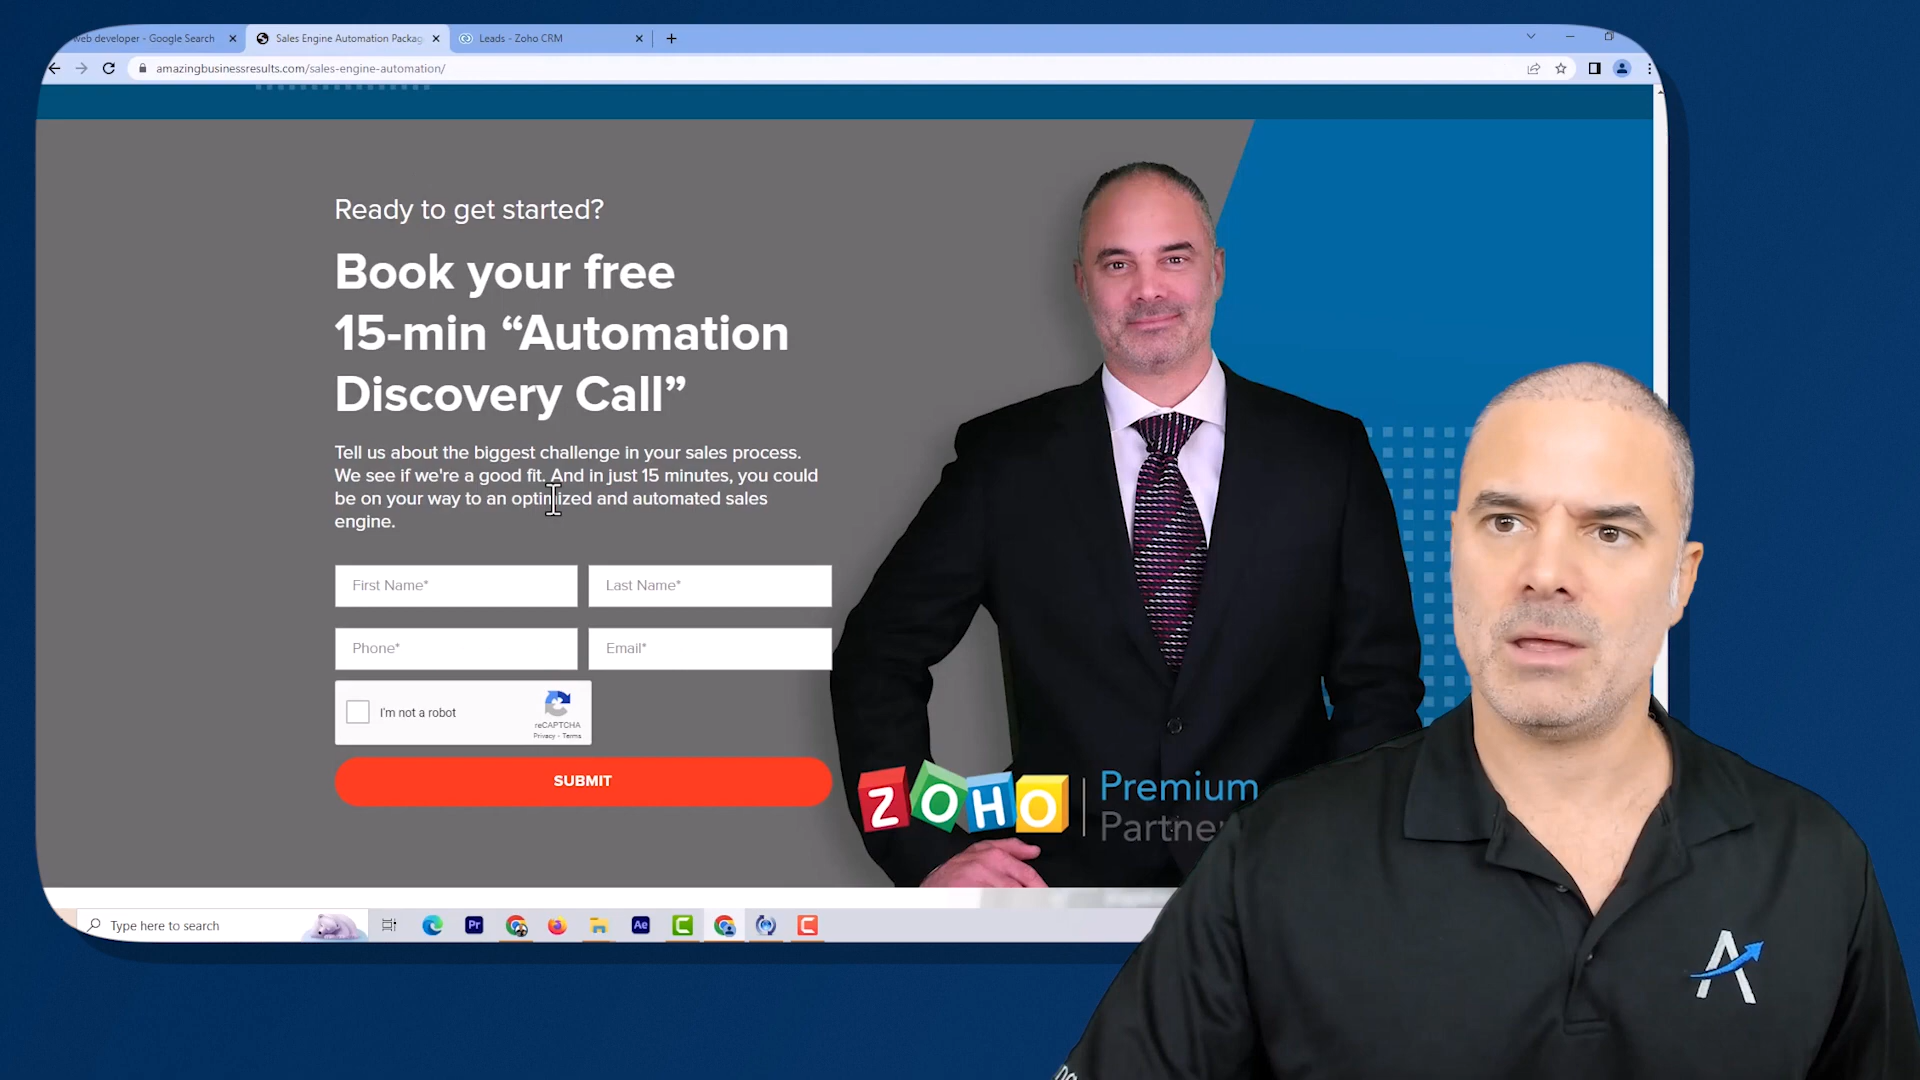 web developer - Google Search
Sales Engine Automation Packag
Leads - Zoho CRM
amazingbusinessresults.com/sales-engine-automation/
Ready to get started?
Book your free
15-min “Automation
Discovery Call”
Tell us about the biggest challenge in your sales process.
We see if we're a good fit. And in just 15 minutes, you could
be on your way to an optimized and automated sales
engine.
First Name*
Last Name*
Phone*
Email*
I'm not a robot
reCAPTCHA
Privacy - Terms
SUBMIT
ZOHO
Premium
Partner
Type here to search
Pr
Ae